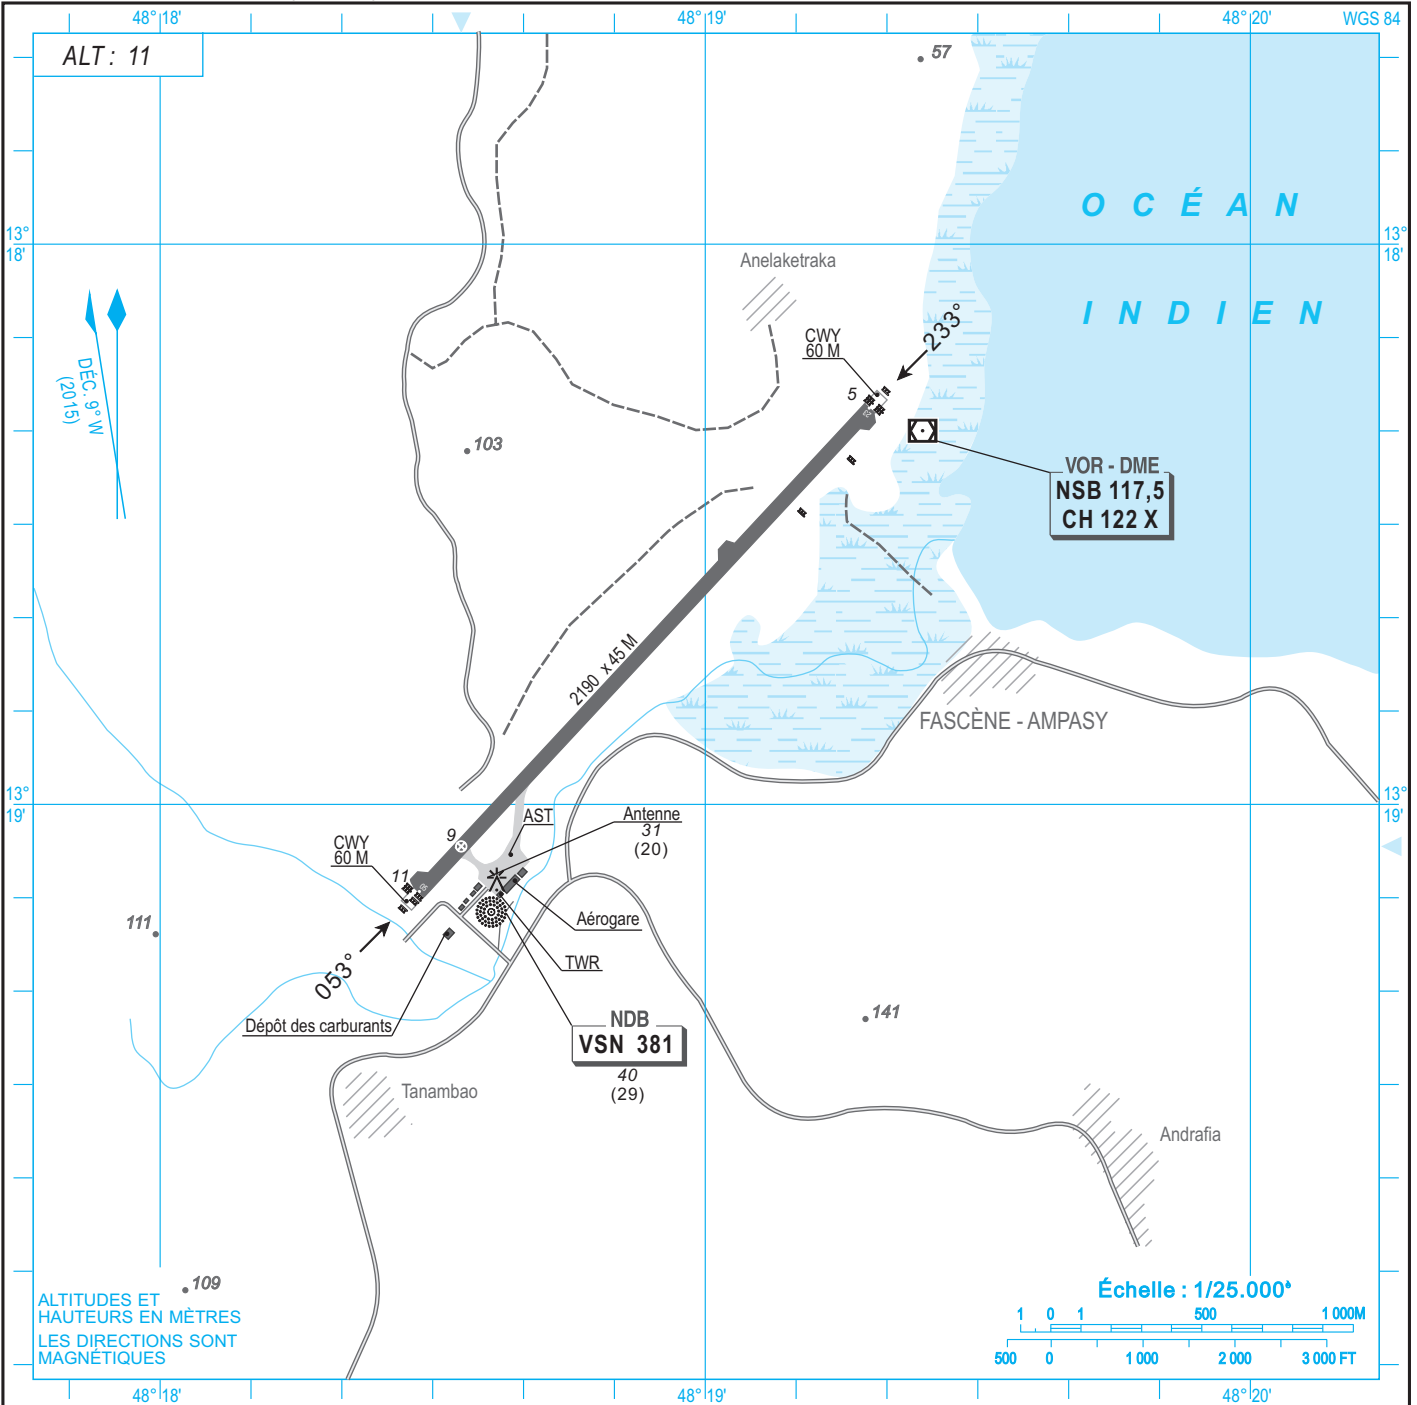 48° 18'
48° 19'
48° 20'
WGS 84
ALT : 11
57
OCÉAN
INDIEN
13°
18'
13°
18'
Anelaketraka
233°
CWY
60 M
5
DÉC. 9° W
(2015)
103
VOR - DME
NSB 117,5
CH 122 X
2190 x 45 M
FASCÈNE - AMPASY
13°
19'
13°
19'
AST
Antenne
31
(20)
9
CWY
60 M
11
111
Aérogare
053°
TWR
Dépôt des carburants
NDB
VSN 381
40
(29)
141
Tanambao
Andrafia
109
ALTITUDES ET
HAUTEURS EN MÈTRES
LES DIRECTIONS SONT
MAGNÉTIQUES
Échelle : 1/25.000e
1 0 1 500 1 000M
500 0 1 000 2 000 3 000 FT
48° 18'
48° 19'
48° 20'